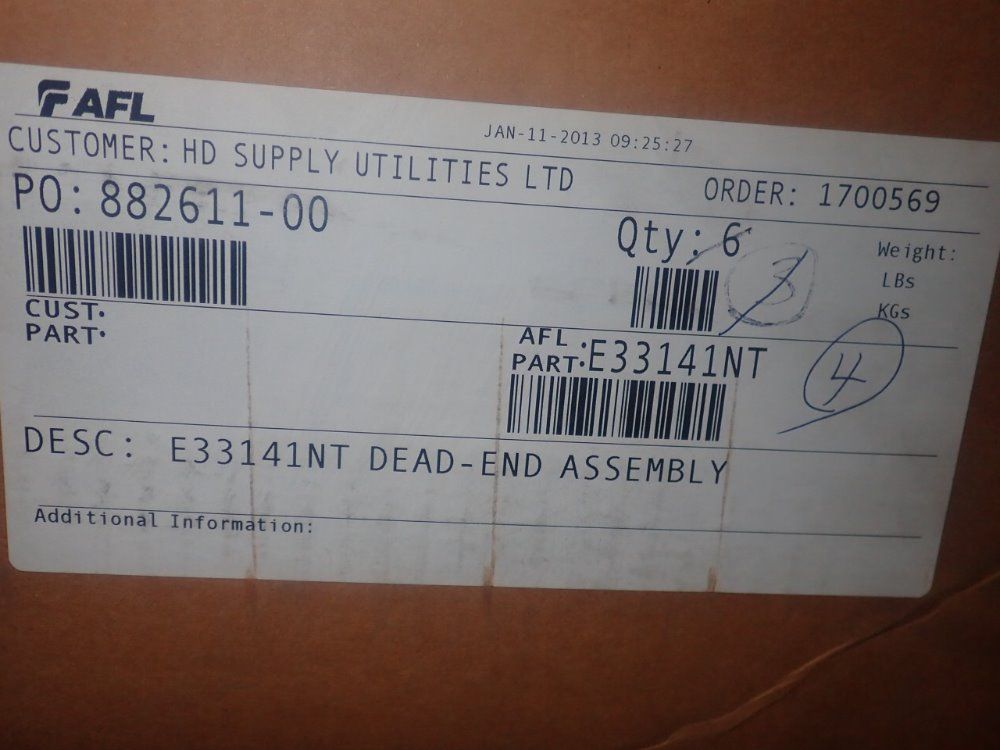 AFL
JAN-11-2013 09:25:27
CUSTOMER: HD SUPPLY UTILITIES LTD
ORDER: 1700569
PO: 882611-00
Qty: 6
3
Weight:
LBs
KGs
CUST.
PART.
AFL
PART. E33141NT
4
DESC: E33141NT DEAD-END ASSEMBLY
Additional Information: